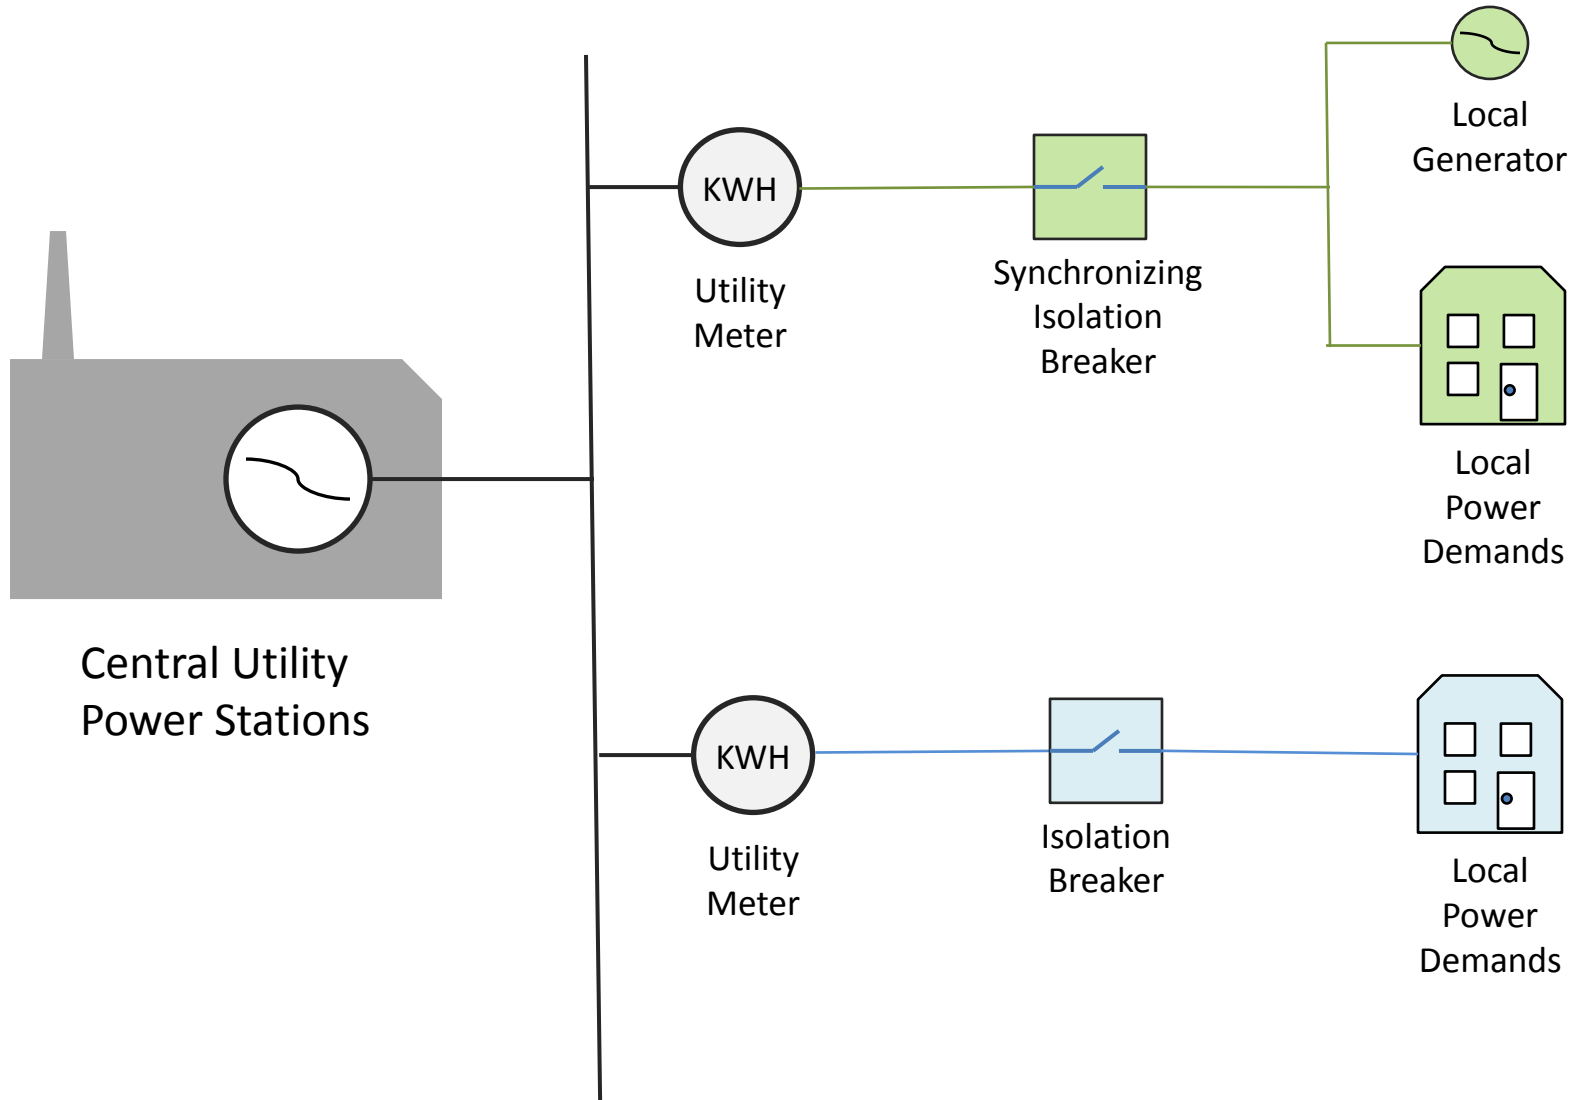 Local
Generator
KWH
Utility
Meter
Synchronizing
Isolation
Breaker
Local
Power
Demands
Central Utility
Power Stations
KWH
Utility
Meter
Isolation
Breaker
Local
Power
Demands